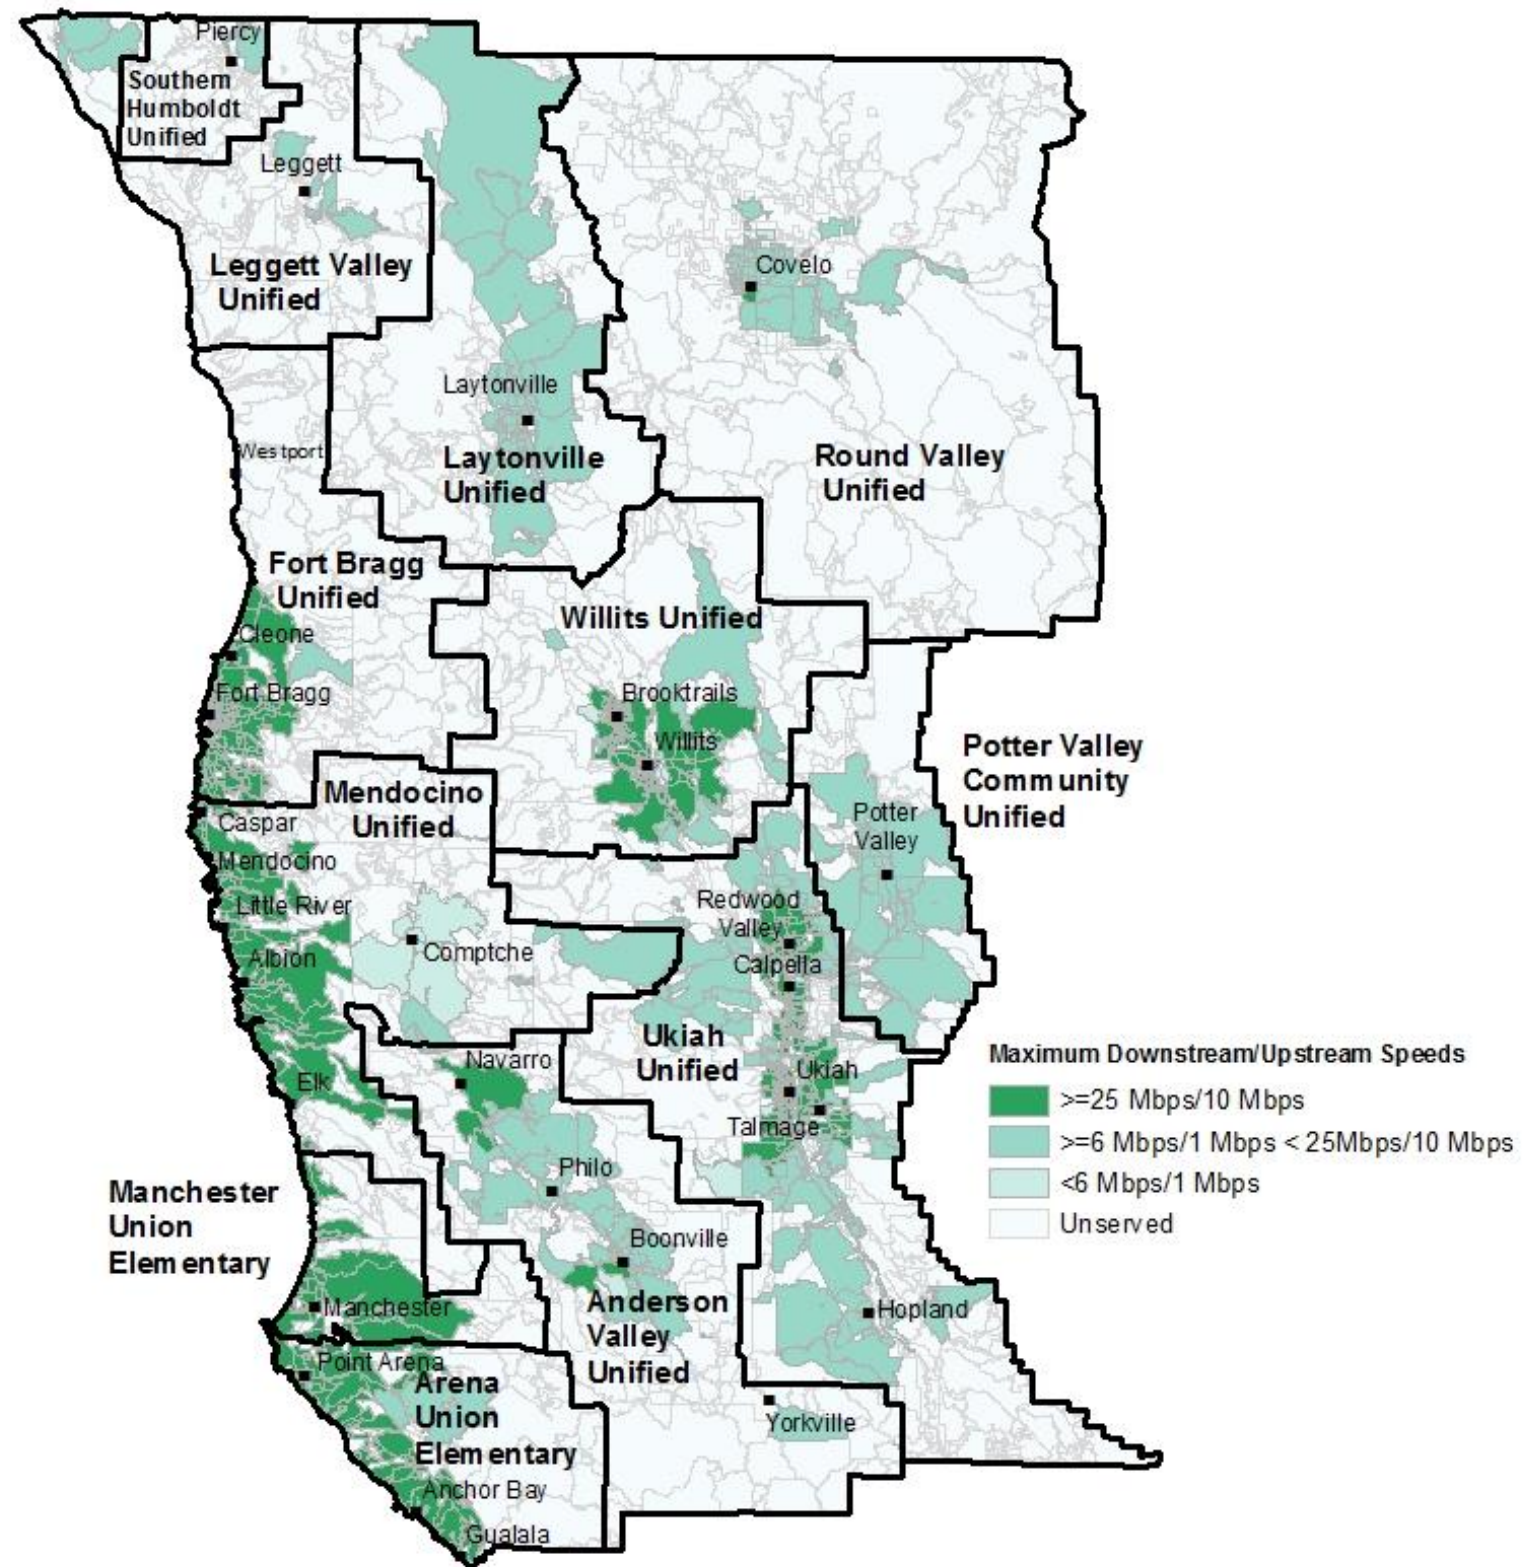 Piercy
Southern
Humboldt
Unified
Leggett
Leggett Valley
Unified
Covelo
Laytonville
Laytonville
Unified
Round Valley
Unified
Westport
Fort Bragg
Unified
Cleone
Fort Bragg
Willits Unified
Brooktrails
Willits
Potter Valley
Community
Unified
Potter
Valley
Mendocino
Unified
Caspar
Mendocino
Little River
Albion
Comptche
Redwood
Valley
Calpella
Ukiah
Unified
Ukiah
Talmage
Navarro
Elk
Philo
Boonville
Manchester
Union
Elementary
Manchester
Anderson
Valley
Unified
Hopland
Point Arena
Arena
Union
Elementary
Yorkville
Anchor Bay
Gualala
Maximum Downstream/Upstream Speeds
>=25 Mbps/10 Mbps
>=6 Mbps/1 Mbps < 25Mbps/10 Mbps
<6 Mbps/1 Mbps
Unserved